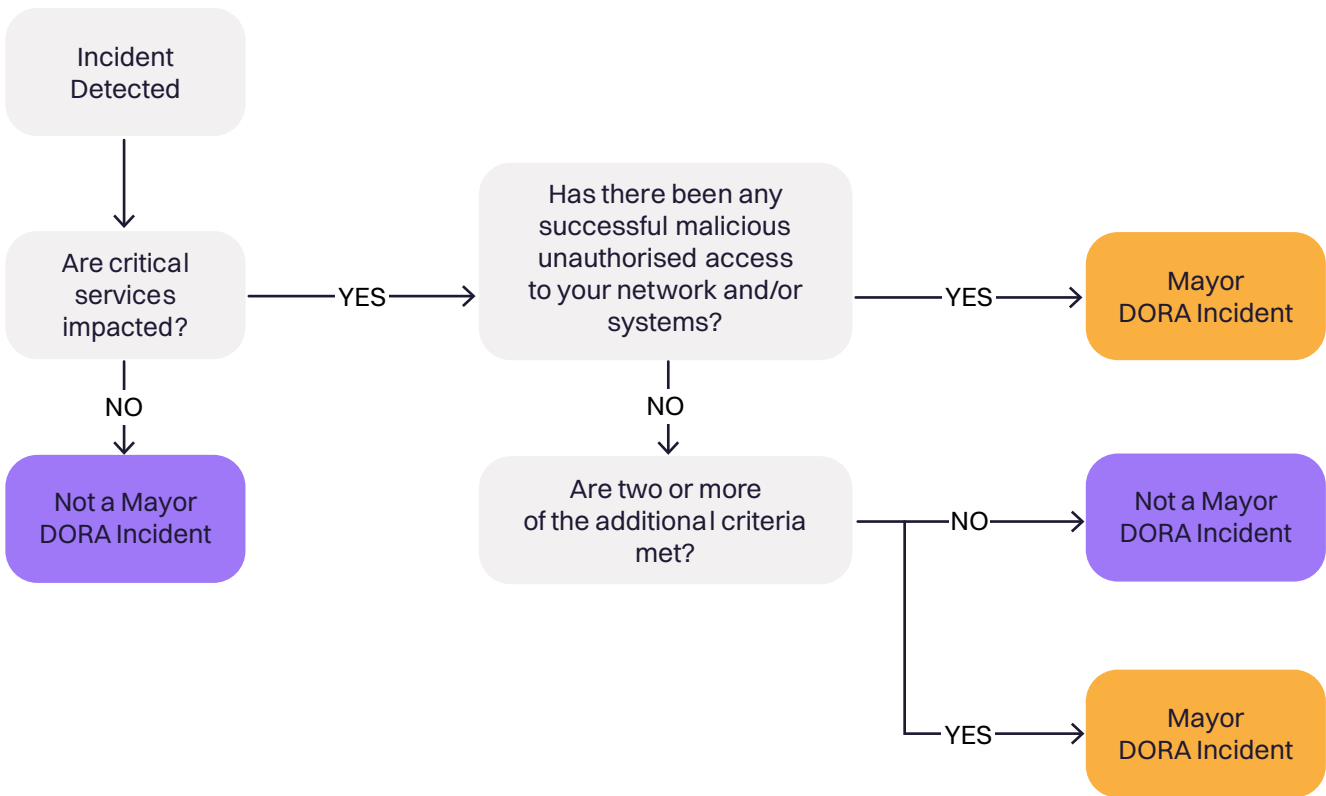 Incident
Detected
Are critical
services
impacted?
YES
Has there been any
successful malicious
unauthorised access
to your network and/or
systems?
YES
Mayor
DORA Incident
NO
NO
Not a Mayor
DORA Incident
Are two or more
of the additional criteria
met?
NO
Not a Mayor
DORA Incident
YES
Mayor
DORA Incident